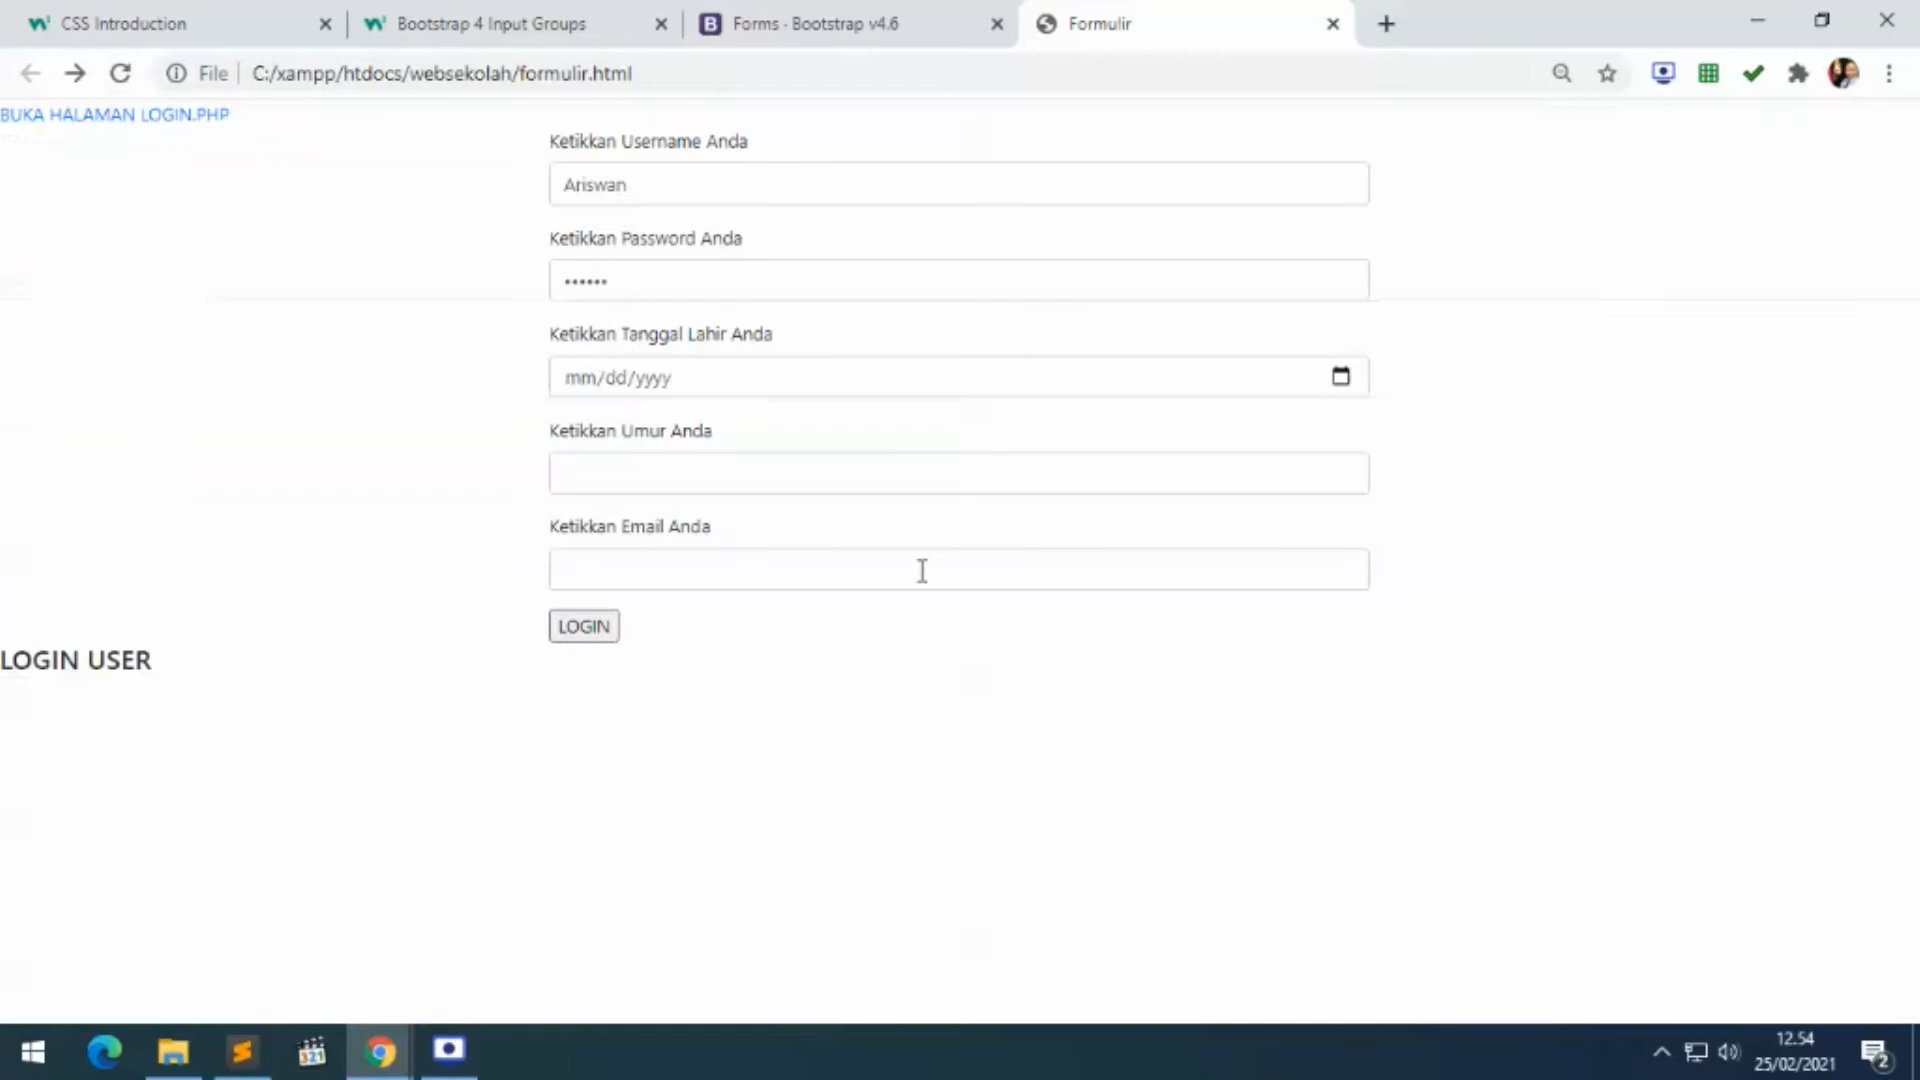 CSS Introduction
Bootstrap 4 Input Groups
B Forms - Bootstrap v4.6
Formulir
File C:/xampp/htdocs/websekolah/formulir.html
BUKA HALAMAN LOGIN.PHP
Ketikkan Username Anda
Ariswan
Ketikkan Password Anda
••••••
Ketikkan Tanggal Lahir Anda
mm/dd/yyyy
Ketikkan Umur Anda
Ketikkan Email Anda
LOGIN
LOGIN USER
321
12.54
25/02/2021
2